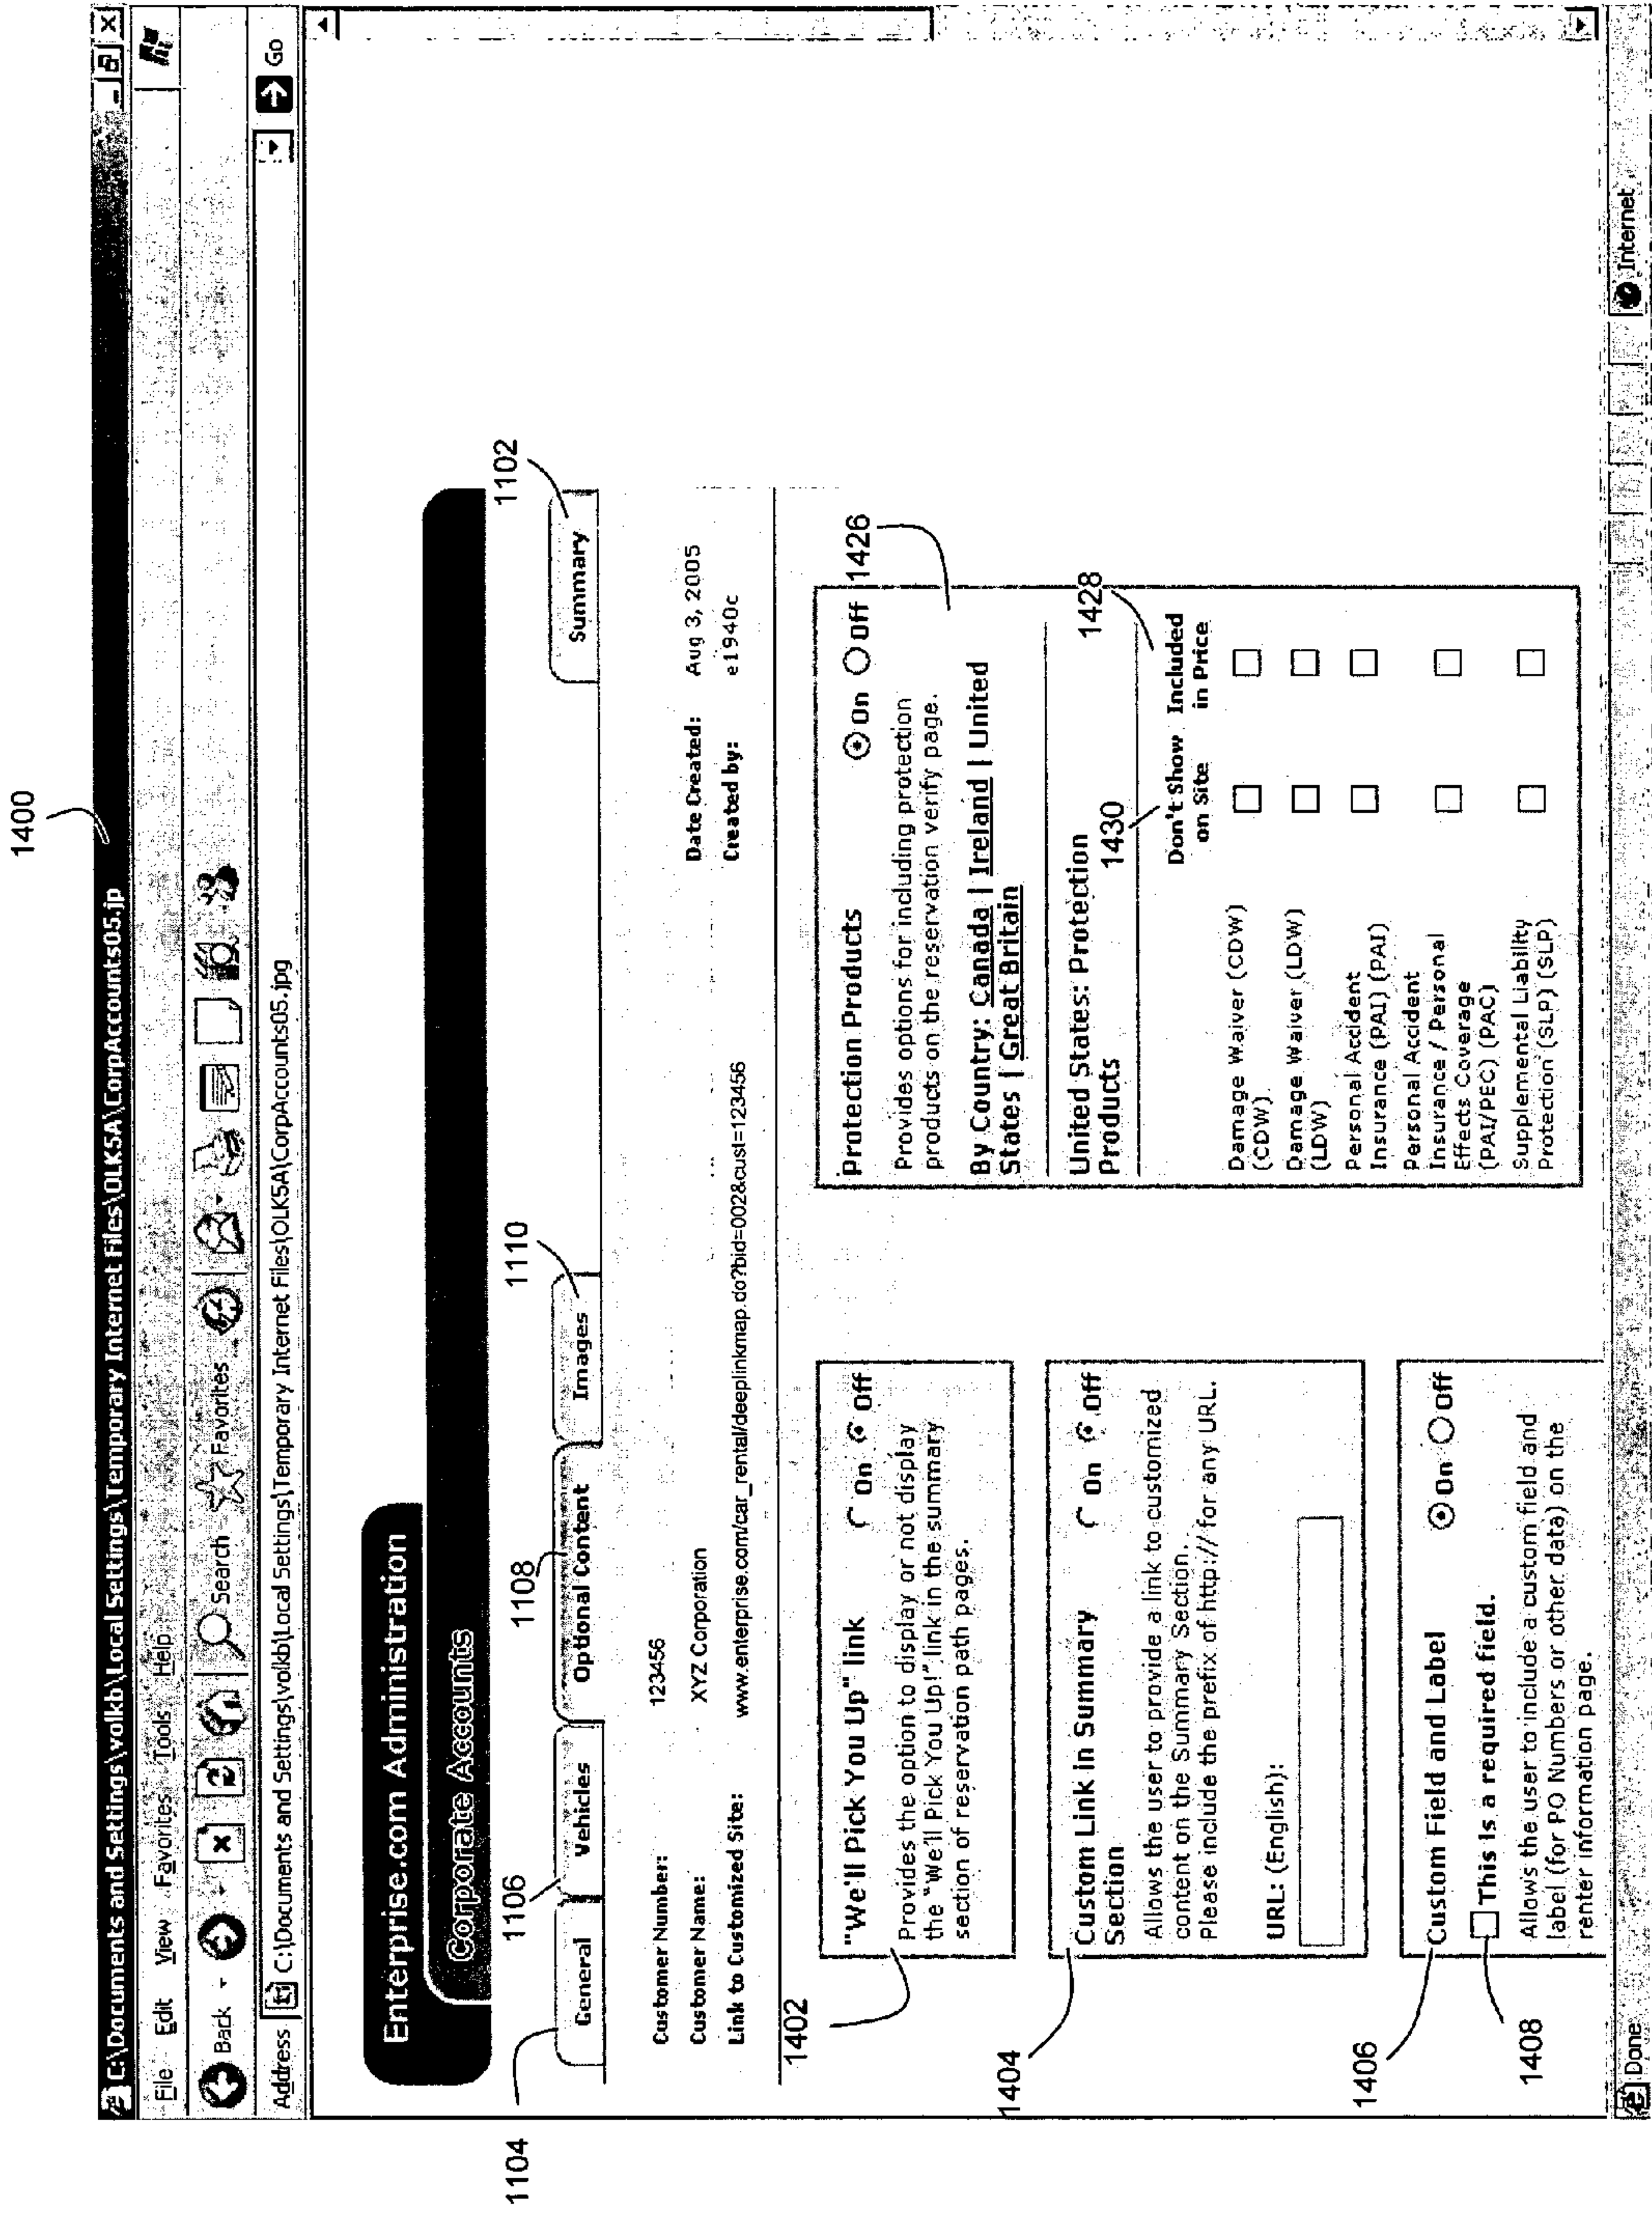 1400
C:\Documents and Settings\volkb\Local Settings\Temporary Internet Files\OLK5A\CorpAccounts05.jp
File Edit View Favorites Tools Help
Back Search Favorites
Address C:\Documents and Settings\volkb\Local Settings\Temporary Internet Files\OLK5A\CorpAccounts05.jpg Go
Enterprise.com Administration
Corporate Accounts
1104 1106 1108 1110 1102
General Vehicles Optional Content Images Summary
Customer Number: 123456
Customer Name: XYZ Corporation Date Created: Aug 3, 2005
Link to Customized Site: www.enterprise.com/car_rental/deeplinkmap.do?bid=002&cust=123456 Created by: e1940c
1402
"We'll Pick You Up" link On Off
Provides the option to display or not display
the "We'll Pick You Up!" link in the summary
section of reservation path pages.
1404
Custom Link in Summary On Off
Section
Allows the user to provide a link to customized
content on the Summary Section.
Please include the prefix of http:// for any URL.
URL: (English):
1406
Custom Field and Label On Off
1408
This is a required field.
Allows the user to include a custom field and
label (for PO Numbers or other data) on the
renter information page.
1426
Protection Products On Off
Provides options for including protection
products on the reservation verify page.
By Country: Canada | Ireland | United
States | Great Britain
United States: Protection
Products
1430 1428
Don't Show Included
on Site in Price
Damage Waiver (CDW)
(CDW)
Damage Waiver (LDW)
(LDW)
Personal Accident
Insurance (PAI) (PAI)
Personal Accident
Insurance / Personal
Effects Coverage
(PAI/PEC) (PAC)
Supplemental Liability
Protection (SLP) (SLP)
Done Internet